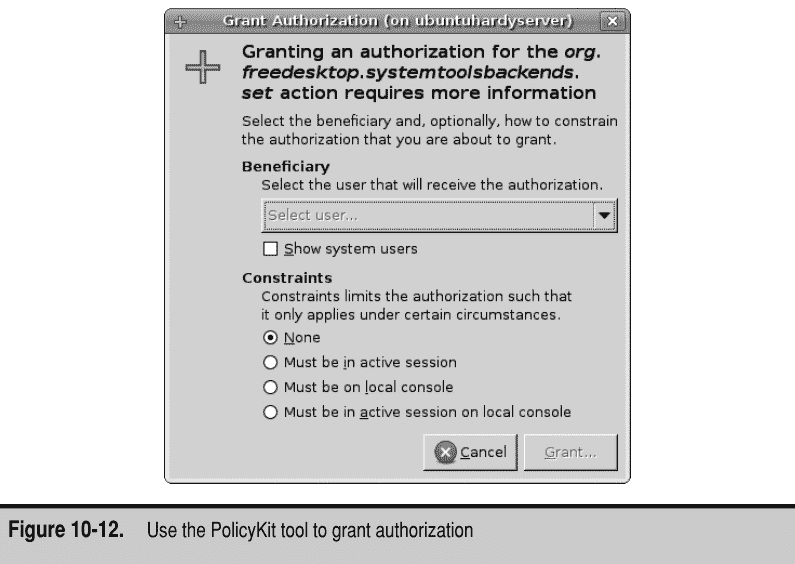 Grant Authorization (on ubuntuhardyserver)
Granting an authorization for the org.
freedesktop.systemtoolsbackends.
set action requires more information
Select the beneficiary and, optionally, how to constrain
the authorization that you are about to grant.
Beneficiary
Select the user that will receive the authorization.
Select user...
Show system users
Constraints
Constraints limits the authorization such that
it only applies under certain circumstances.
None
Must be in active session
Must be on local console
Must be in active session on local console
Cancel
Grant...
Figure 10-12. Use the PolicyKit tool to grant authorization